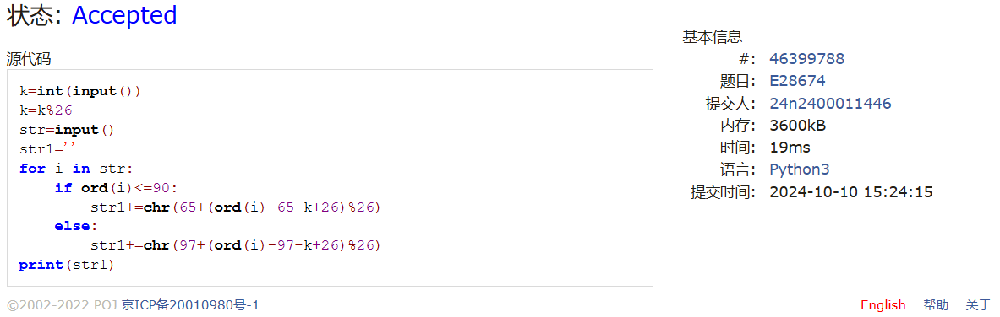 状态: Accepted
源代码
k=int(input())
k=k%26
str=input()
str1=''
for i in str:
    if ord(i)<=90:
        str1+=chr(65+(ord(i)-65-k+26)%26)
    else:
        str1+=chr(97+(ord(i)-97-k+26)%26)
print(str1)
基本信息
#: 46399788
题目: E28674
提交人: 24n2400011446
内存: 3600kB
时间: 19ms
语言: Python3
提交时间: 2024-10-10 15:24:15
©2002-2022 POJ 京ICP备20010980号-1
English 帮助 关于